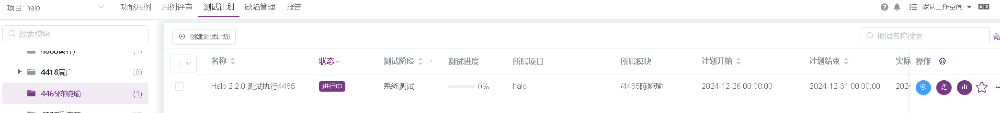 项目: halo
功能用例 用例评审 测试计划 缺陷管理 报告
默认工作空间
搜索模块
4418周广 (8)
4465陈婉瑜 (1)
创建测试计划
根据名称搜索
高
名称 状态 测试阶段 测试进度 所属项目 所属模块 计划开始 计划结束 实际 操作
Halo 2.2.0 测试执行4465 进行中 系统测试 0% halo /4465陈婉瑜 2024-12-26 00:00:00 2024-12-31 00:00:00 2024